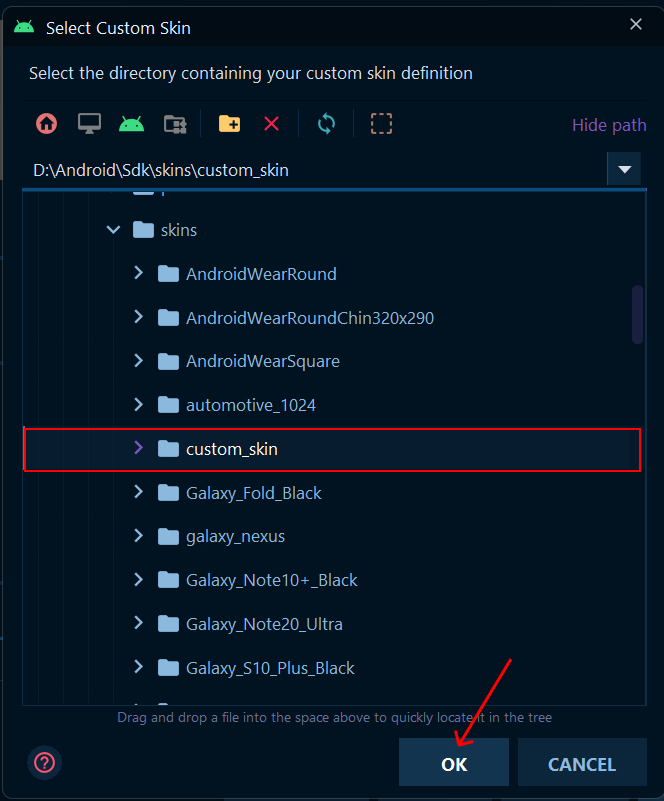 Select Custom Skin
Select the directory containing your custom skin definition
Hide path
D:\Android\Sdk\skins\custom_skin
skins
AndroidWearRound
AndroidWearRoundChin320x290
AndroidWearSquare
automotive_1024
custom_skin
Galaxy_Fold_Black
galaxy_nexus
Galaxy_Note10+_Black
Galaxy_Note20_Ultra
Galaxy_S10_Plus_Black
Drag and drop a file into the space above to quickly locate it in the tree
OK
CANCEL